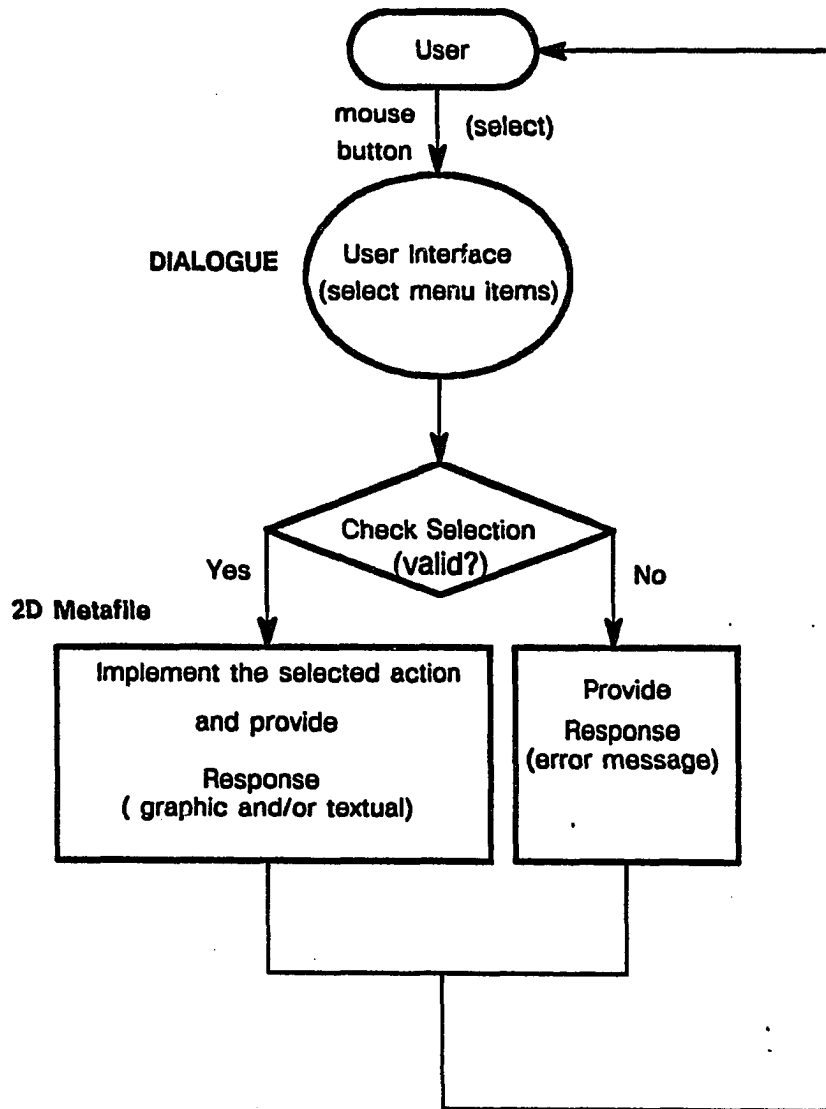 User
mouse
button
(select)
DIALOGUE
User Interface
(select menu items)
Check Selection
(valid?)
Yes
No
2D Metafile
Implement the selected action
and provide
Response
( graphic and/or textual)
Provide
Response
(error message)